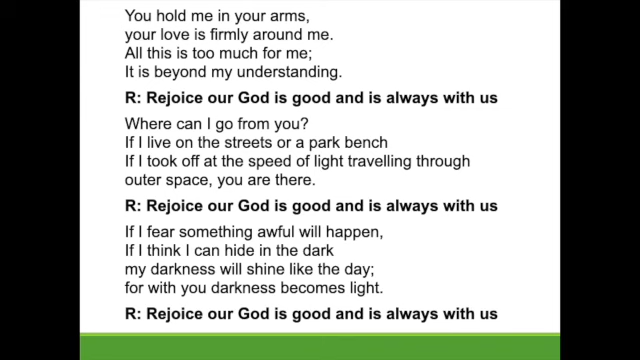 You hold me in your arms,
your love is firmly around me.
All this is too much for me;
It is beyond my understanding.
R: Rejoice our God is good and is always with us
Where can I go from you?
If I live on the streets or a park bench
If I took off at the speed of light travelling through
outer space, you are there.
R: Rejoice our God is good and is always with us
If I fear something awful will happen,
If I think I can hide in the dark
my darkness will shine like the day;
for with you darkness becomes light.
R: Rejoice our God is good and is always with us